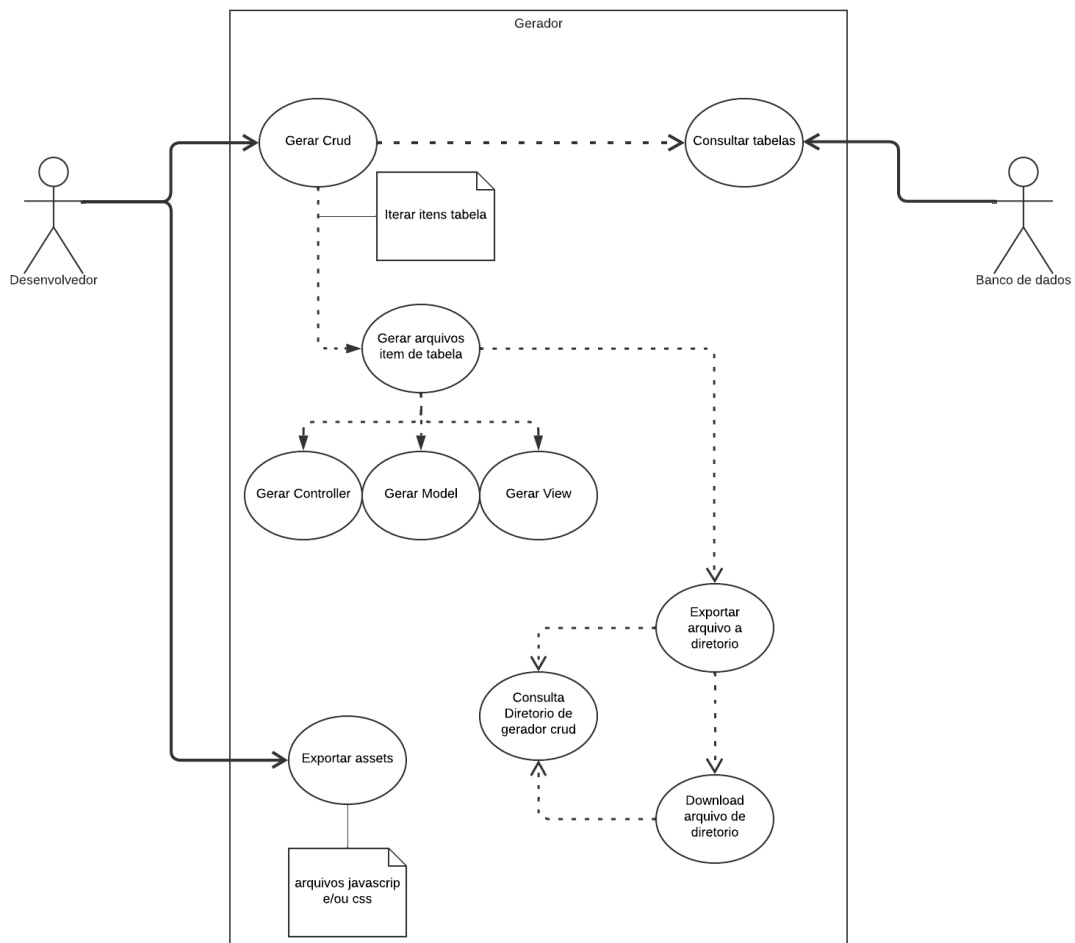 Gerador
Gerar Crud
Consultar tabelas
Iterar itens tabela
Desenvolvedor
Banco de dados
Gerar arquivos
item de tabela
Gerar Controller
Gerar Model
Gerar View
Exportar
arquivo a
diretorio
Consulta
Diretorio de
gerador crud
Exportar assets
Download
arquivo de
diretorio
arquivos javascrip
e/ou css